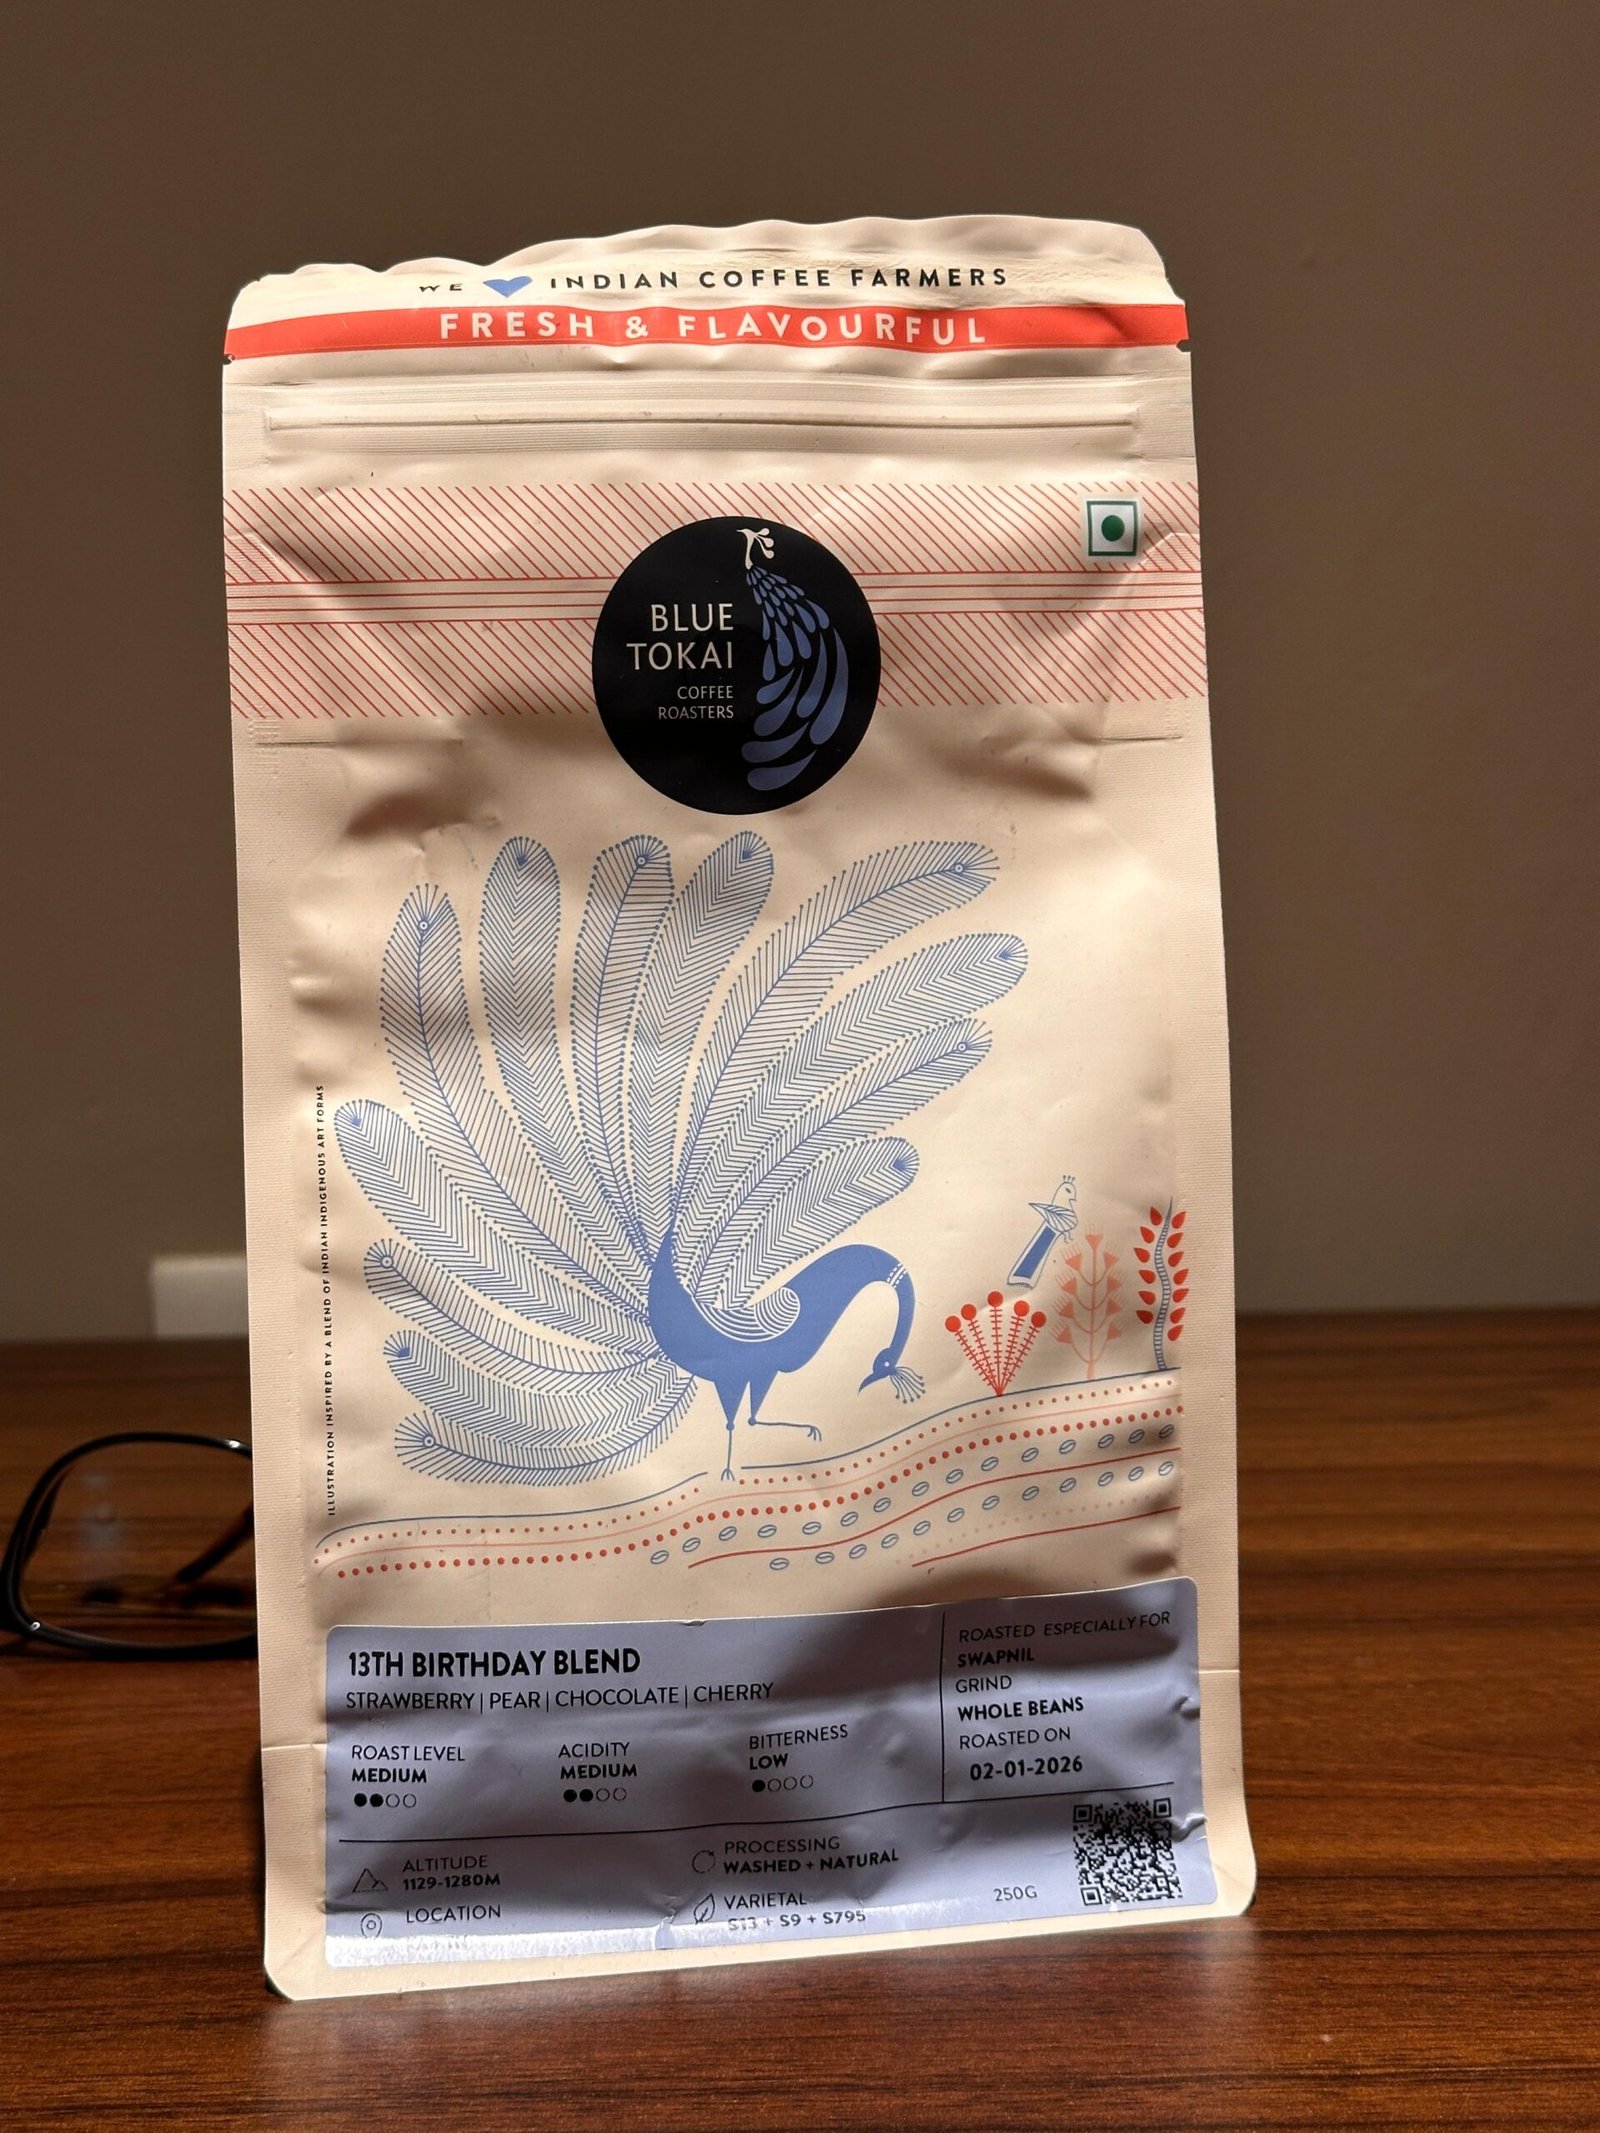 WE INDIAN COFFEE FARMERS
FRESH & FLAVOURFUL
BLUE
TOKAI
COFFEE
ROASTERS
ILLUSTRATION INSPIRED BY A BLEND OF INDIAN INDIGENOUS ART FORMS
13TH BIRTHDAY BLEND
STRAWBERRY | PEAR | CHOCOLATE | CHERRY
ROAST LEVEL
MEDIUM
ACIDITY
MEDIUM
BITTERNESS
LOW
ROASTED ESPECIALLY FOR
SWAPNIL
GRIND
WHOLE BEANS
ROASTED ON
02-01-2026
ALTITUDE
1129-1280M
LOCATION
PROCESSING
WASHED + NATURAL
VARIETAL
S13 + S9 + S795
250G